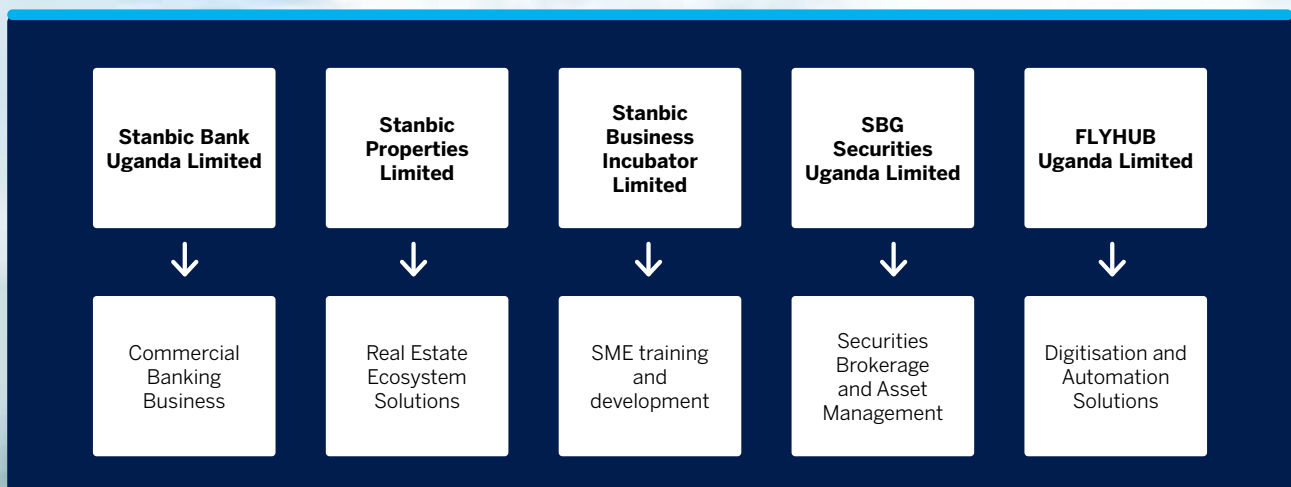 Stanbic Bank
Uganda Limited
Stanbic
Properties
Limited
Stanbic
Business
Incubator
Limited
SBG
Securities
Uganda Limited
FLYHUB
Uganda Limited
Commercial
Banking
Business
Real Estate
Ecosystem
Solutions
SME training
and
development
Securities
Brokerage
and Asset
Management
Digitisation and
Automation
Solutions